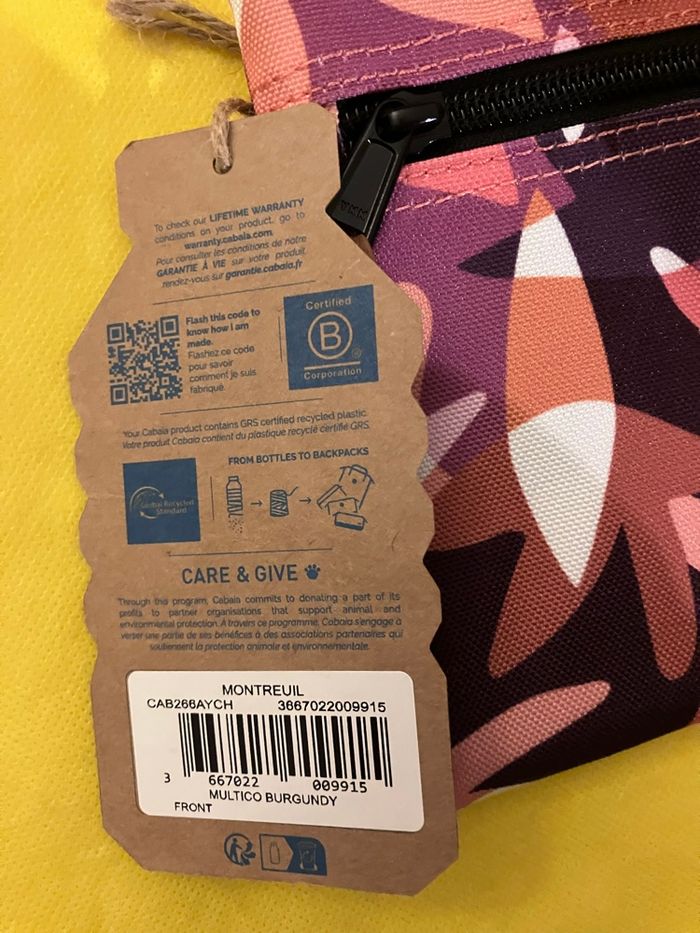 To check our LIFETIME WARRANTY
conditions on your product, go to
warranty.cabaia.com.
Pour consulter les conditions de notre
GARANTIE À VIE sur votre produit,
rendez-vous sur garantie.cabaia.fr
Flash this code to
know how i am
made.
Flashez ce code
pour savoir
comment je suis
fabriqué.
Certified
B
Corporation
Your Cabaia product contains GRS certified recycled plastic.
Votre produit Cabaia contient du plastique recyclé certifié GRS.
FROM BOTTLES TO BACKPACKS
Global Recycled
Standard
CARE & GIVE
Through this program, Cabaia commits to donating a part of its
profits to partner organisations that support animal and
environmental protection. À travers ce programme, Cabaia s'engage à
verser une partie de ses bénéfices à des associations partenaires qui
soutiennent la protection animale et environnementale.
MONTREUIL
CAB266AYCH 3667022009915
3 667022 009915
MULTICO BURGUNDY
FRONT
YKK